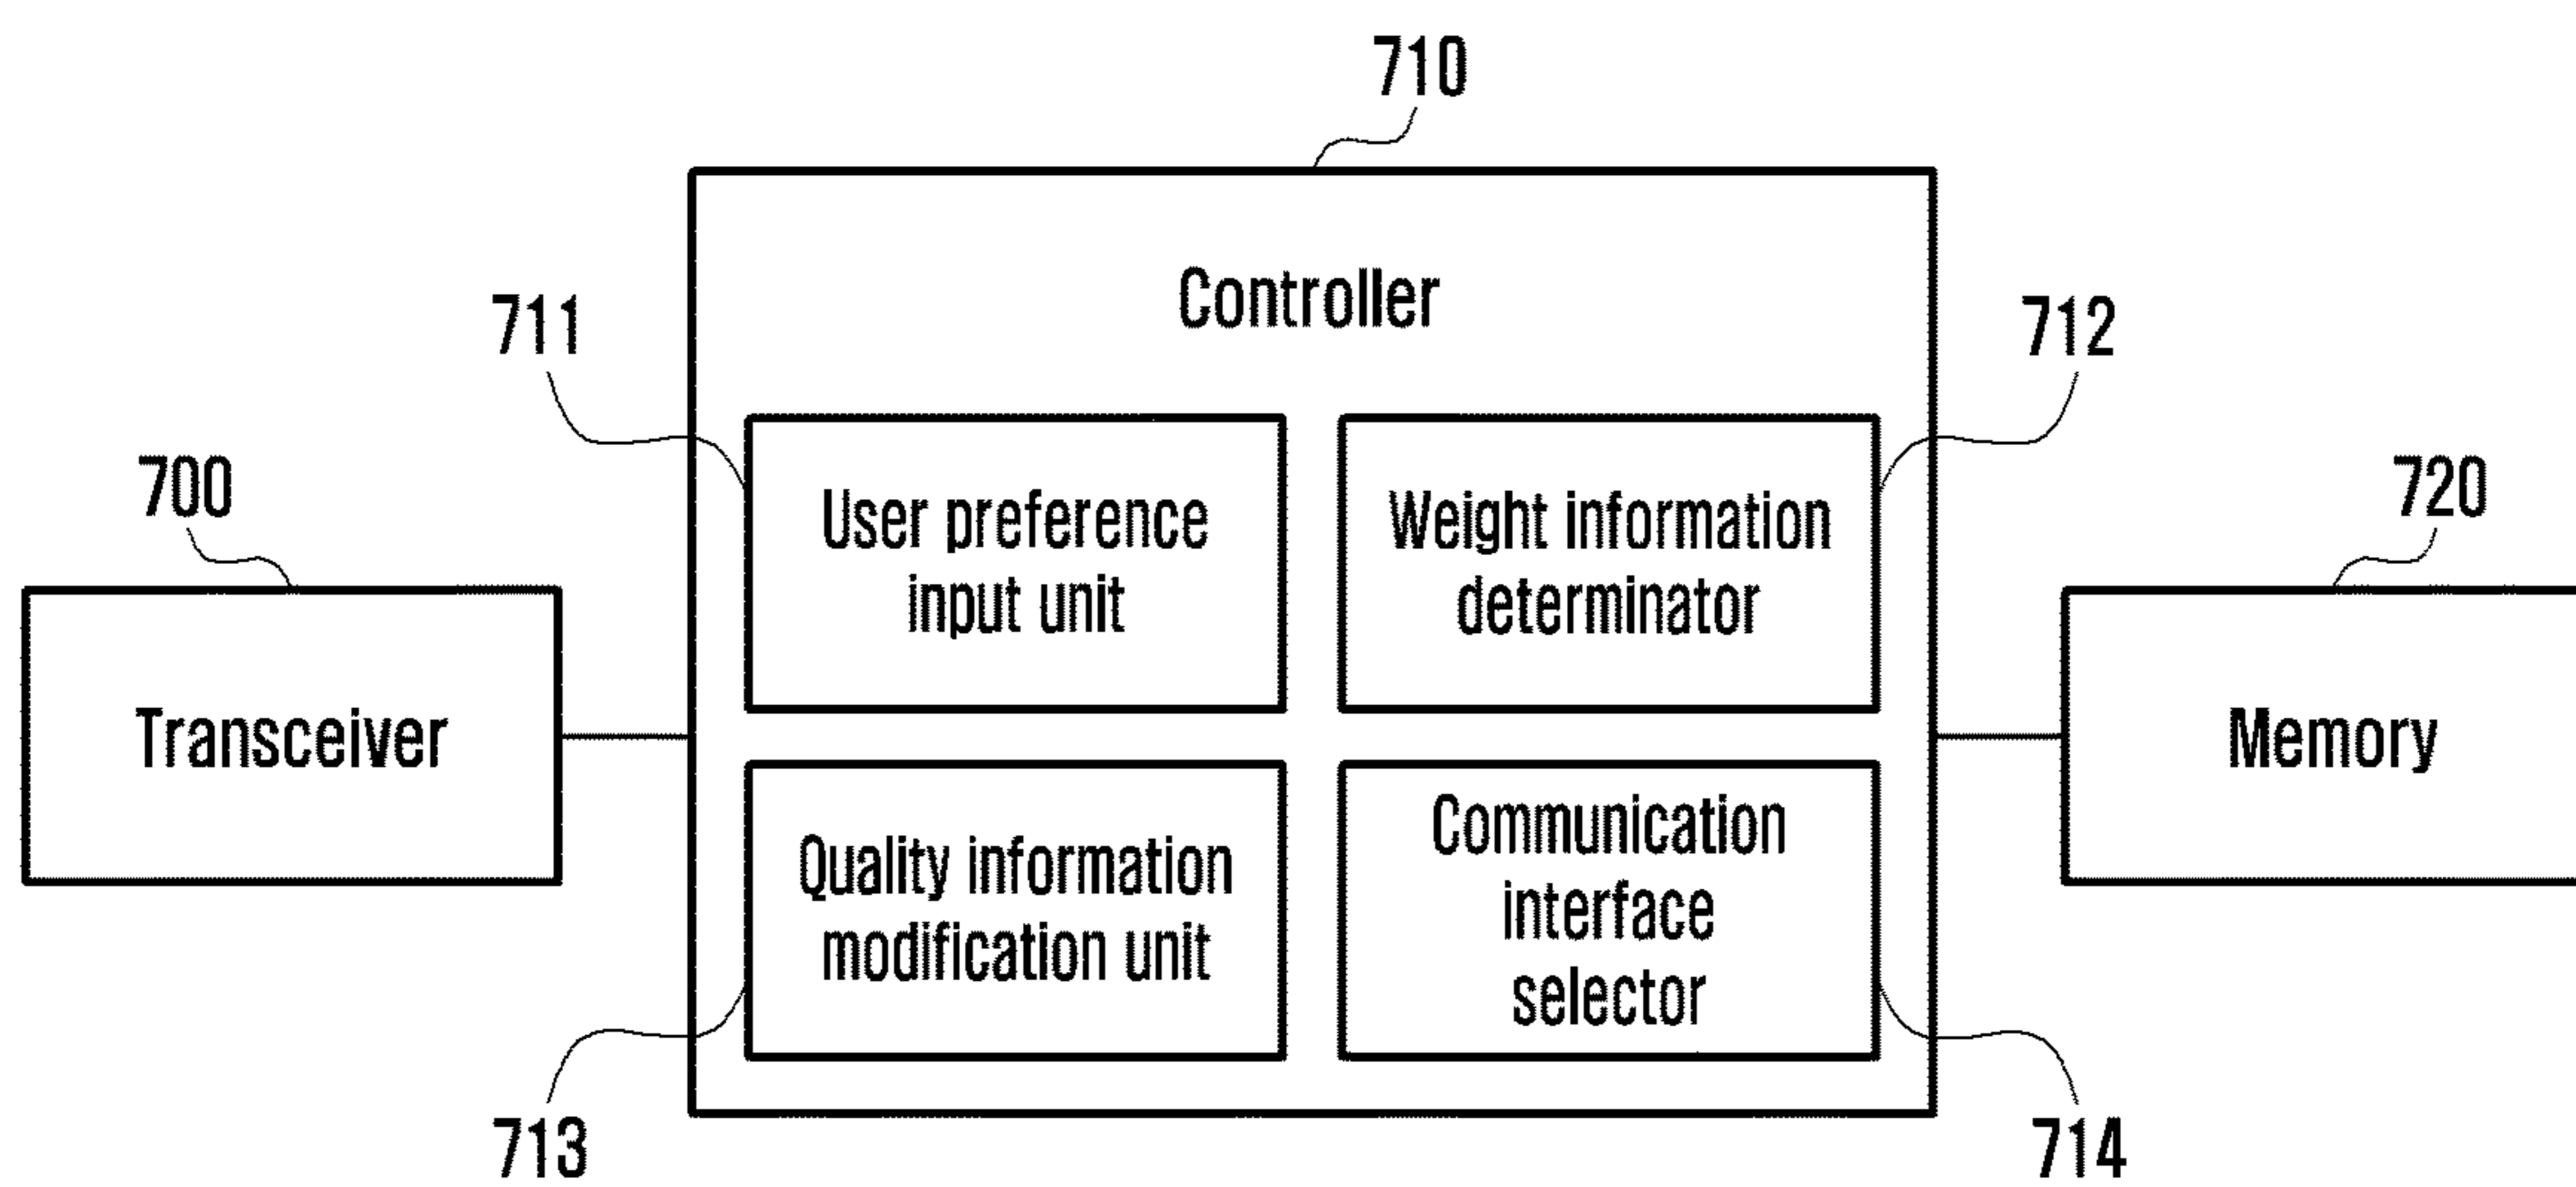 710
Controller
711
712
700
720
User preference
input unit
Weight information
determinator
Transceiver
Memory
Quality information
modification unit
Communication
interface
selector
713
714